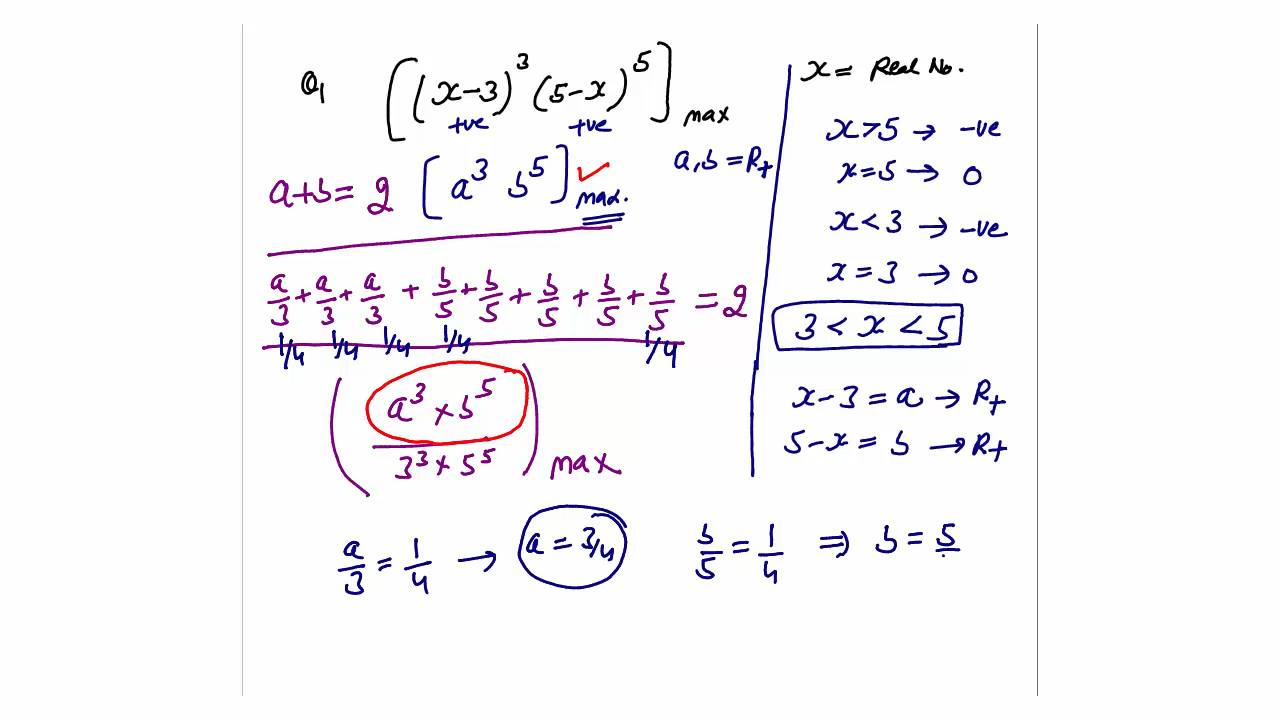 Q1 [(x-3)^3 (5-x)^5] max
+ve +ve
a+b = 2 [a^3 b^5] max. a, b = R+
a/3 + a/3 + a/3 + b/5 + b/5 + b/5 + b/5 + b/5 = 2
1/4 1/4 1/4 1/4 1/4
(a^3 × b^5 / 3^3 × 5^5) max
a/3 = 1/4 → a = 3/4 b/5 = 1/4 ⇒ b = 5/
x = Real No.
x > 5 → -ve
x = 5 → 0
x < 3 → -ve
x = 3 → 0
3 < x < 5
x - 3 = a → R+
5 - x = b → R+